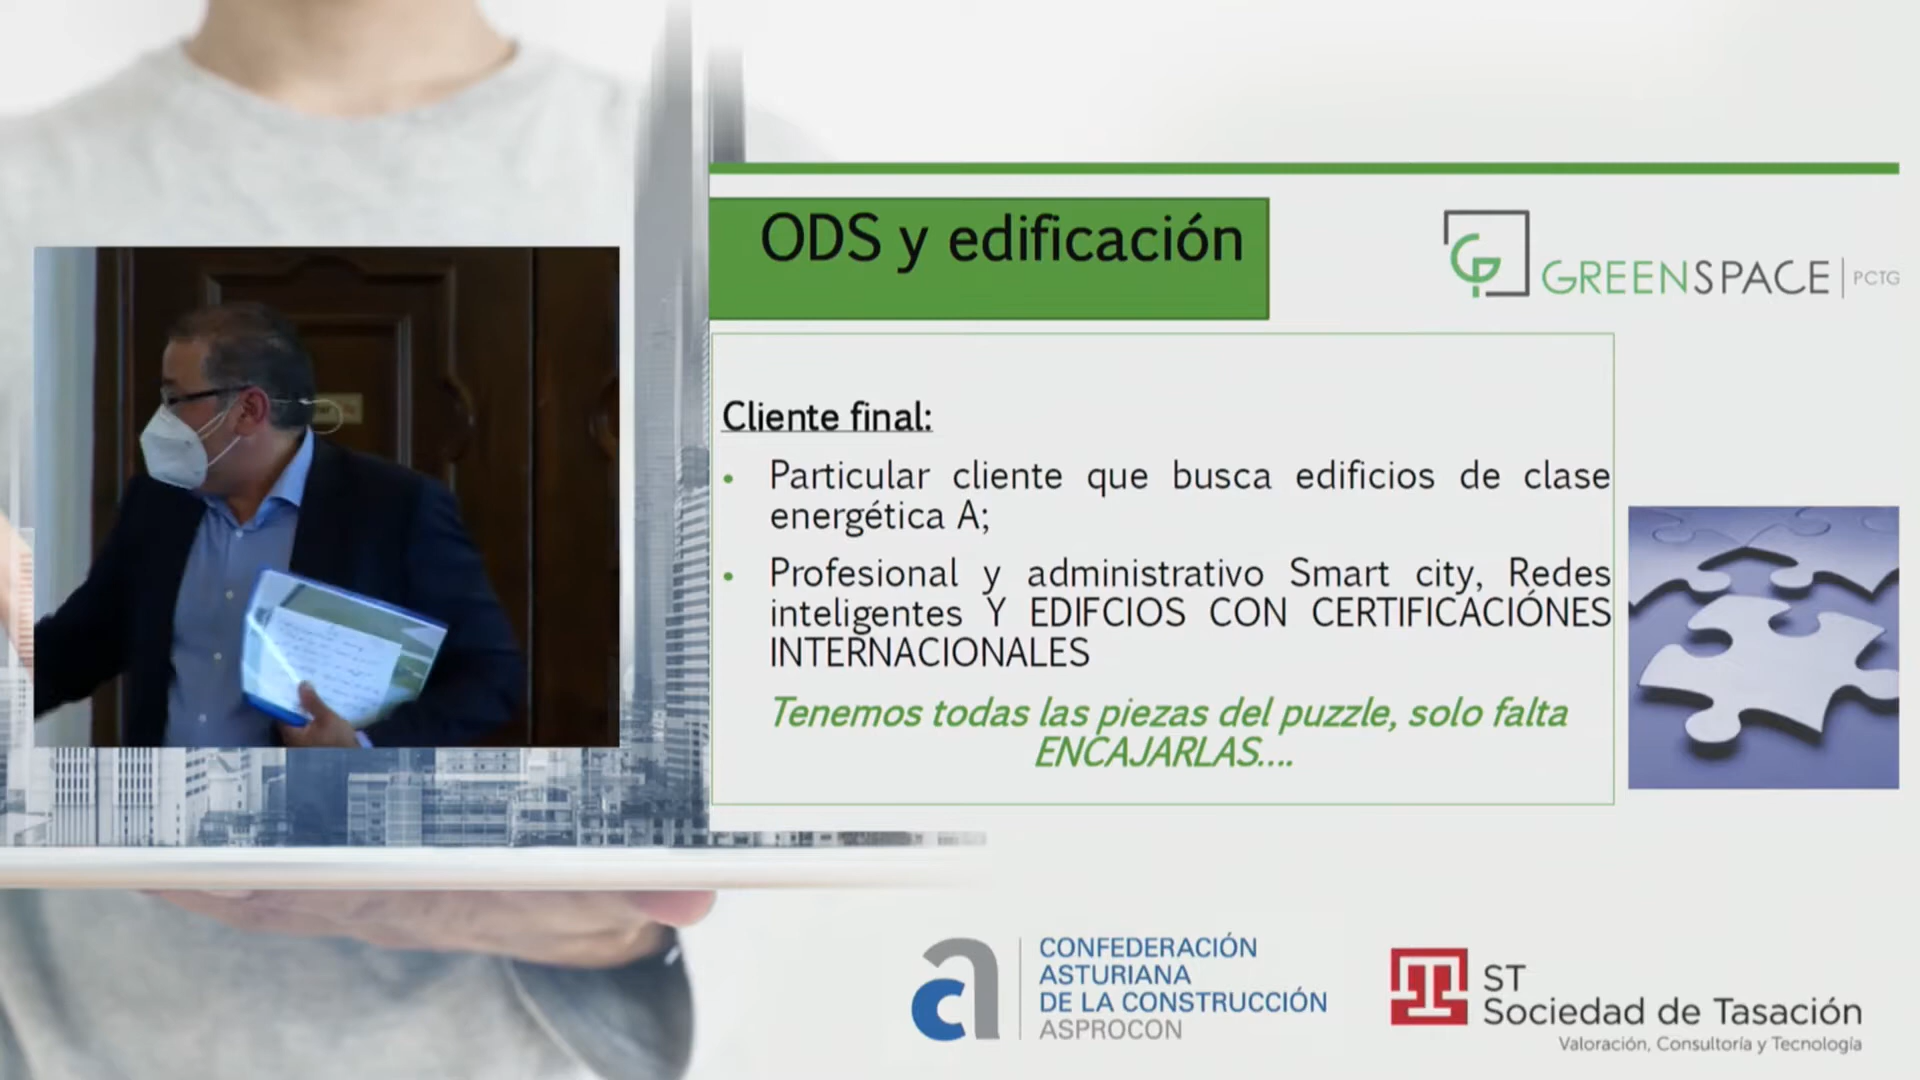 ODS y edificación
GREENSPACE | PCTG
Cliente final:
• Particular cliente que busca edificios de clase
energética A;
• Profesional y administrativo Smart city, Redes
inteligentes Y EDIFCIOS CON CERTIFICACIÓNES
INTERNACIONALES
Tenemos todas las piezas del puzzle, solo falta
ENCAJARLAS....
CONFEDERACIÓN
ASTURIANA
DE LA CONSTRUCCIÓN
ASPROCON
ST
Sociedad de Tasación
Valoración, Consultoría y Tecnología